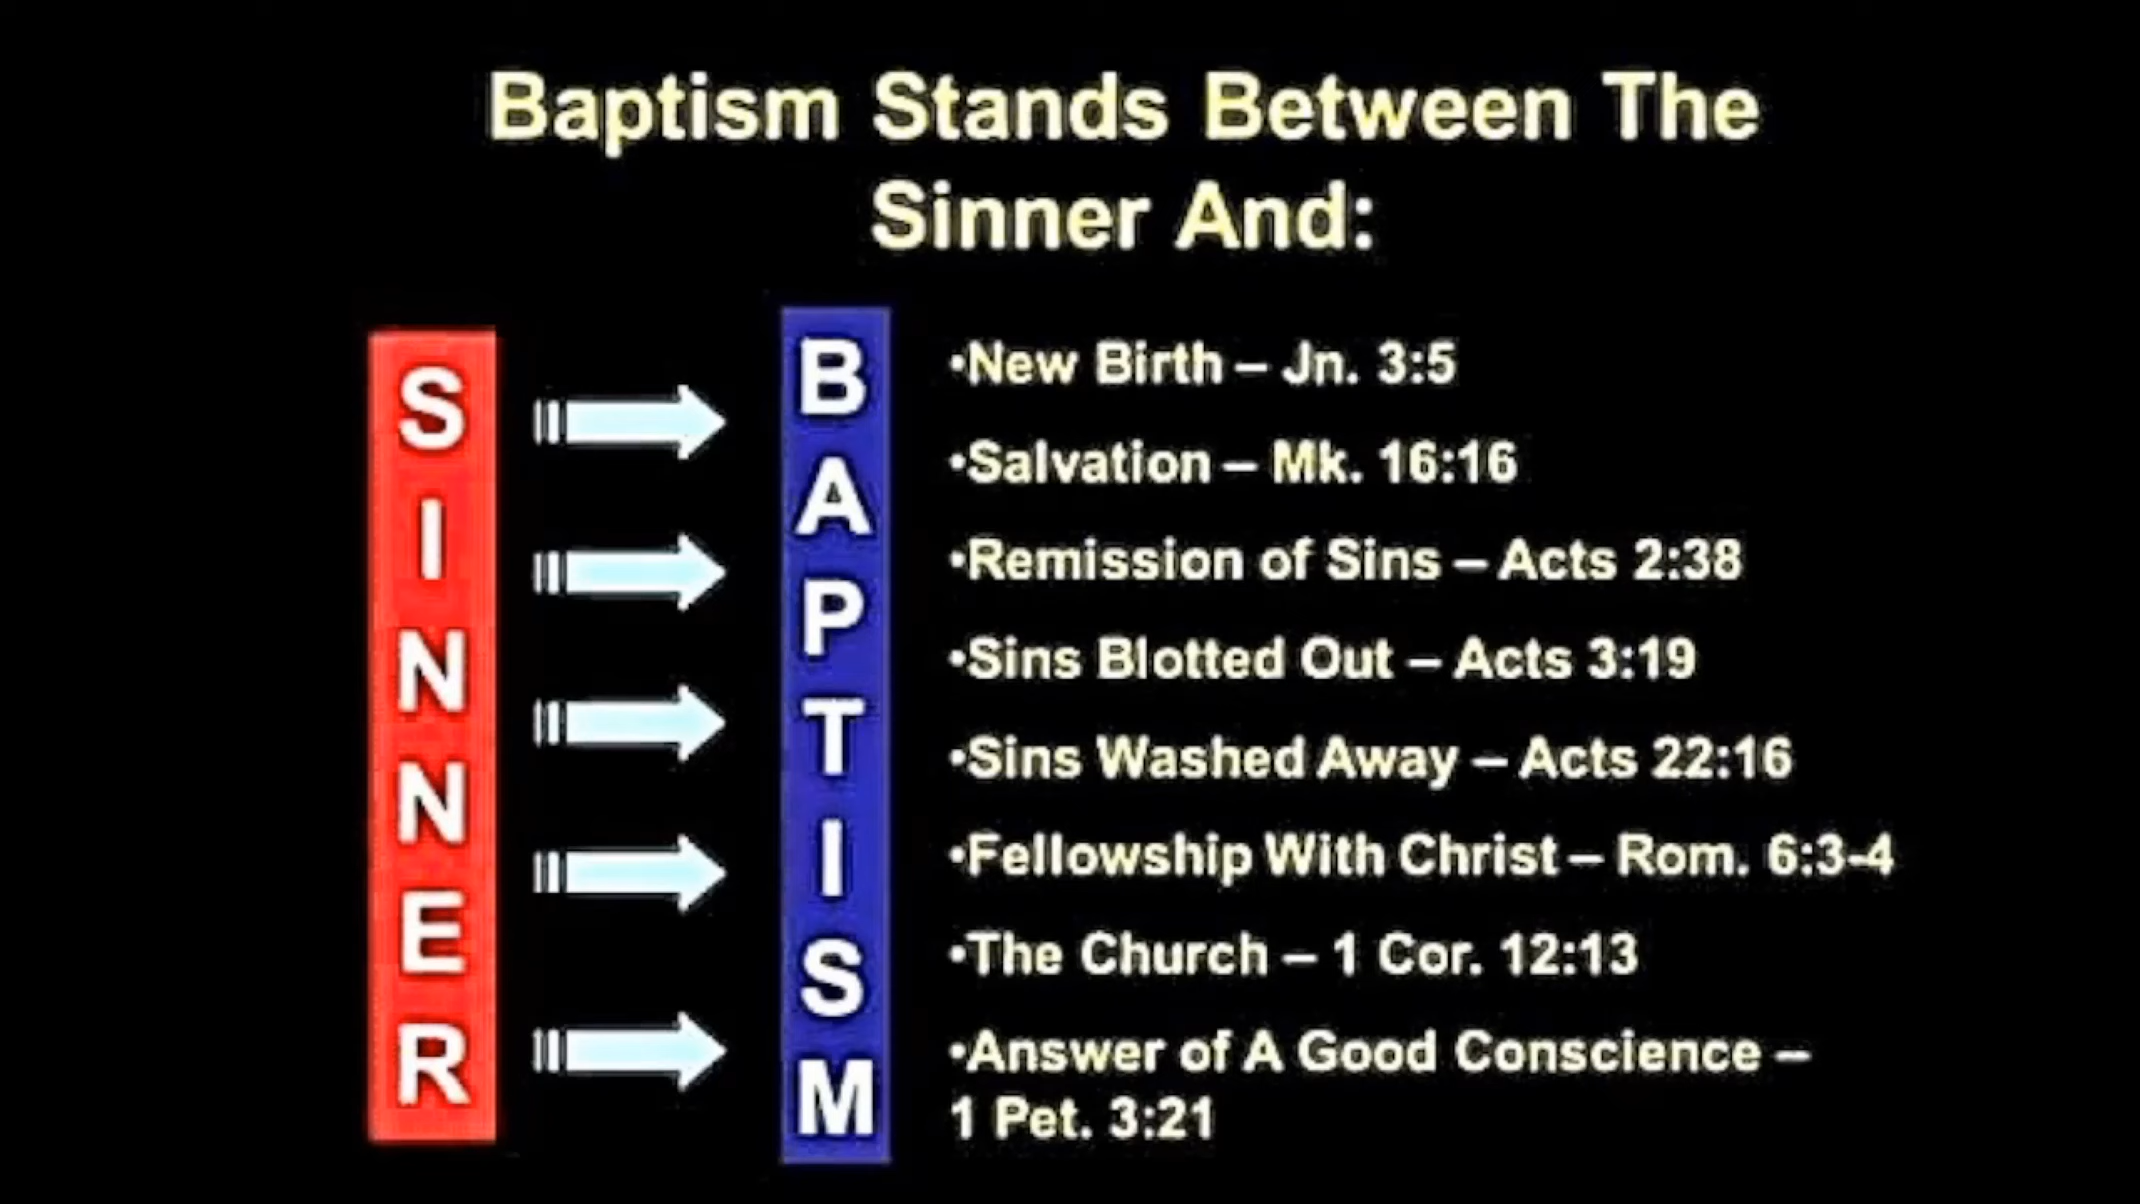 Baptism Stands Between The
Sinner And:
SINNER
BAPTISM
•New Birth – Jn. 3:5
•Salvation – Mk. 16:16
•Remission of Sins – Acts 2:38
•Sins Blotted Out – Acts 3:19
•Sins Washed Away – Acts 22:16
•Fellowship With Christ – Rom. 6:3-4
•The Church – 1 Cor. 12:13
•Answer of A Good Conscience –
1 Pet. 3:21